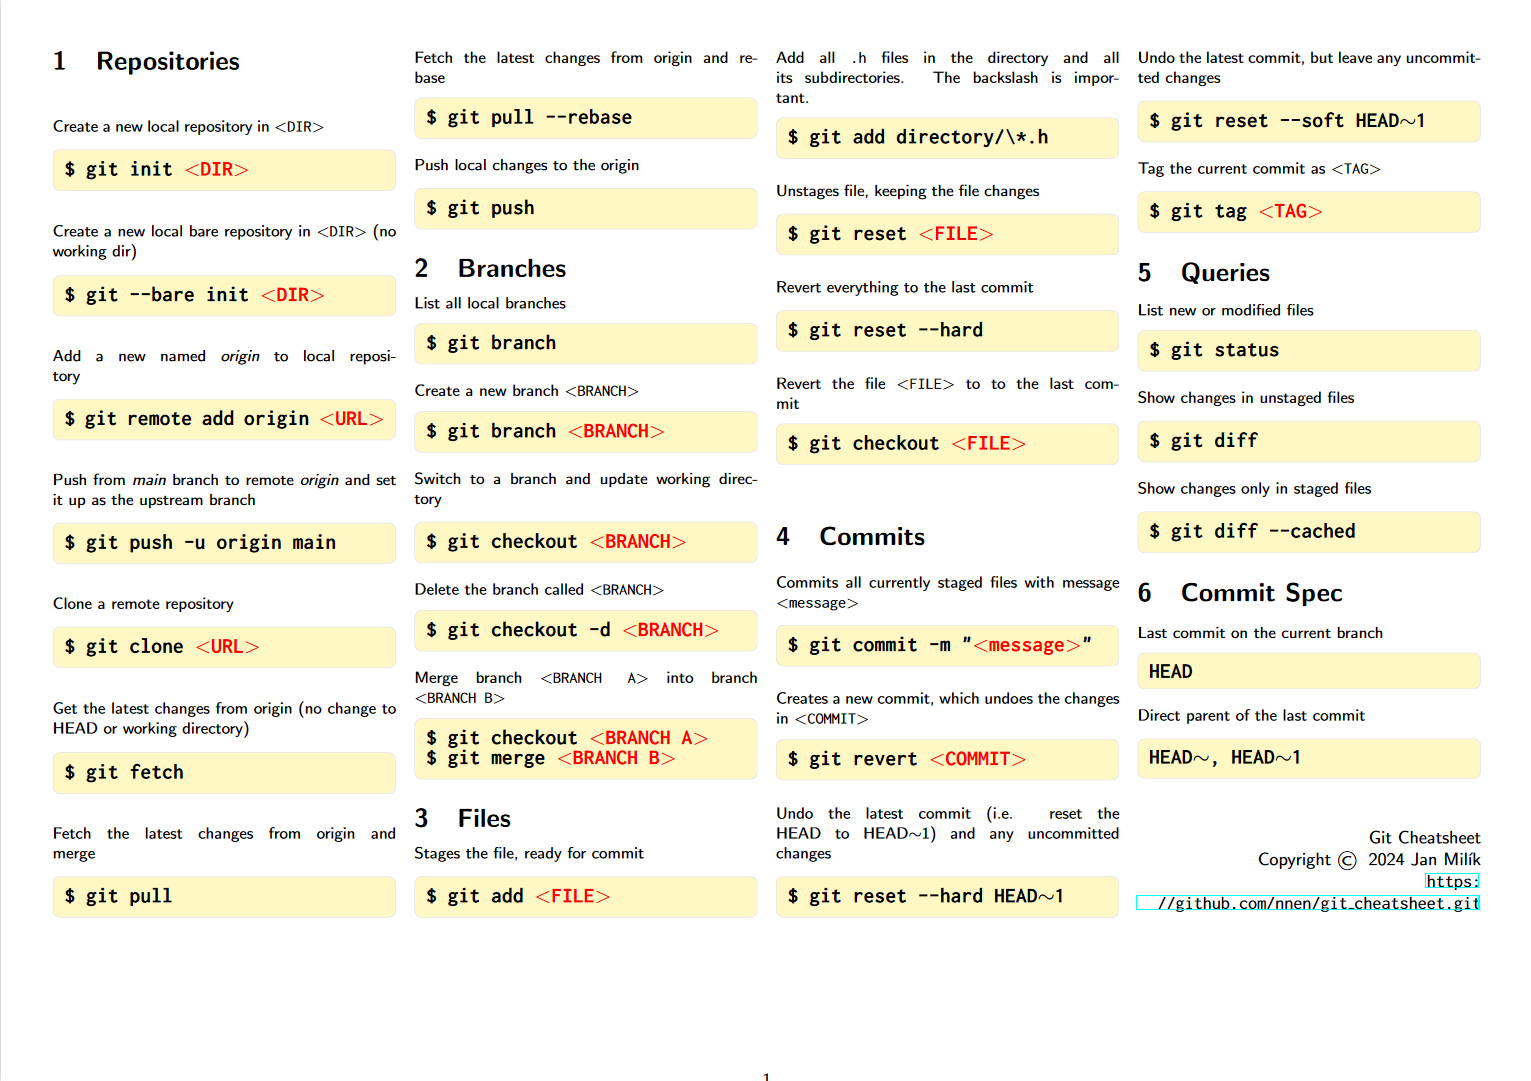 1 Repositories
Create a new local repository in <DIR>
$ git init <DIR>
Create a new local bare repository in <DIR> (no
working dir)
$ git --bare init <DIR>
Add a new named origin to local reposi-
tory
$ git remote add origin <URL>
Push from main branch to remote origin and set
it up as the upstream branch
$ git push -u origin main
Clone a remote repository
$ git clone <URL>
Get the latest changes from origin (no change to
HEAD or working directory)
$ git fetch
Fetch the latest changes from origin and
merge
$ git pull
Fetch the latest changes from origin and re-
base
$ git pull --rebase
Push local changes to the origin
$ git push
2 Branches
List all local branches
$ git branch
Create a new branch <BRANCH>
$ git branch <BRANCH>
Switch to a branch and update working direc-
tory
$ git checkout <BRANCH>
Delete the branch called <BRANCH>
$ git checkout -d <BRANCH>
Merge branch <BRANCH A> into branch
<BRANCH B>
$ git checkout <BRANCH A>
$ git merge <BRANCH B>
3 Files
Stages the file, ready for commit
$ git add <FILE>
Add all .h files in the directory and all
its subdirectories. The backslash is impor-
tant.
$ git add directory/\*.h
Unstages file, keeping the file changes
$ git reset <FILE>
Revert everything to the last commit
$ git reset --hard
Revert the file <FILE> to to the last com-
mit
$ git checkout <FILE>
4 Commits
Commits all currently staged files with message
<message>
$ git commit -m "<message>"
Creates a new commit, which undoes the changes
in <COMMIT>
$ git revert <COMMIT>
Undo the latest commit (i.e. reset the
HEAD to HEAD~1) and any uncommitted
changes
$ git reset --hard HEAD~1
Undo the latest commit, but leave any uncommit-
ted changes
$ git reset --soft HEAD~1
Tag the current commit as <TAG>
$ git tag <TAG>
5 Queries
List new or modified files
$ git status
Show changes in unstaged files
$ git diff
Show changes only in staged files
$ git diff --cached
6 Commit Spec
Last commit on the current branch
HEAD
Direct parent of the last commit
HEAD~, HEAD~1
Git Cheatsheet
Copyright © 2024 Jan Milík
https:
//github.com/nnen/git_cheatsheet.git
1